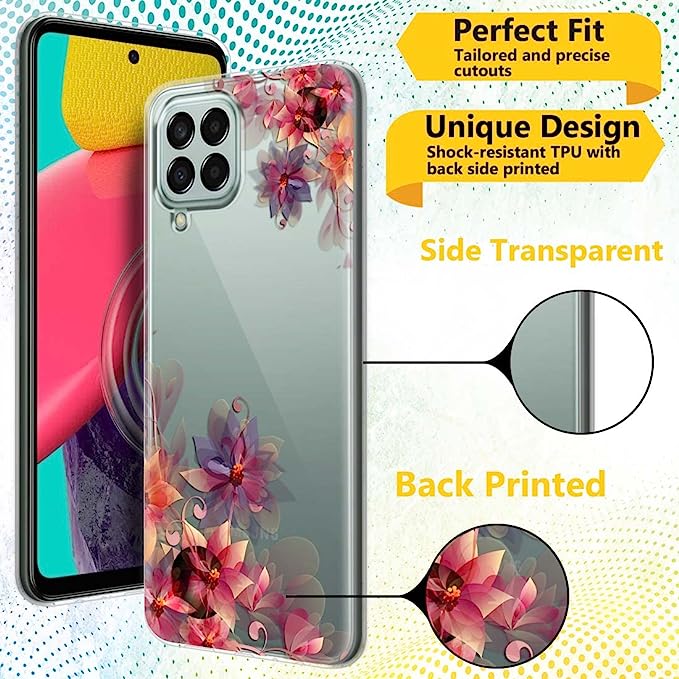 Perfect Fit
Tailored and precise
cutouts
Unique Design
Shock-resistant TPU with
back side printed
Side Transparent
Back Printed